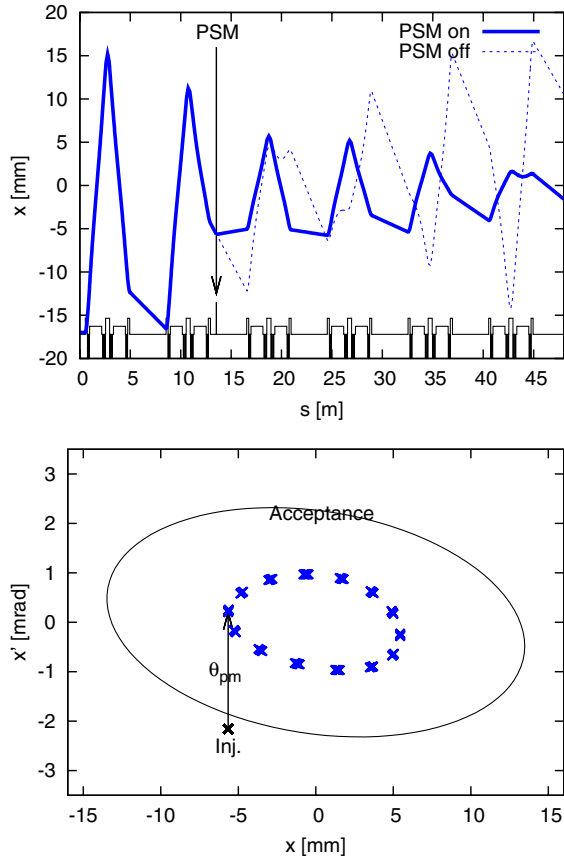 20
15
10
5
0
-5
-10
-15
-20
x [mm]
PSM
PSM on
PSM off
0 5 10 15 20 25 30 35 40 45
s [m]
3
2
1
0
-1
-2
-3
x' [mrad]
Acceptance
θpm
Inj.
-15 -10 -5 0 5 10 15
x [mm]